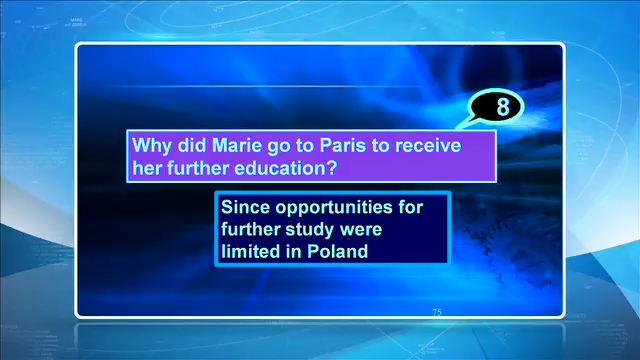 8
Why did Marie go to Paris to receive
her further education?
Since opportunities for
further study were
limited in Poland
75